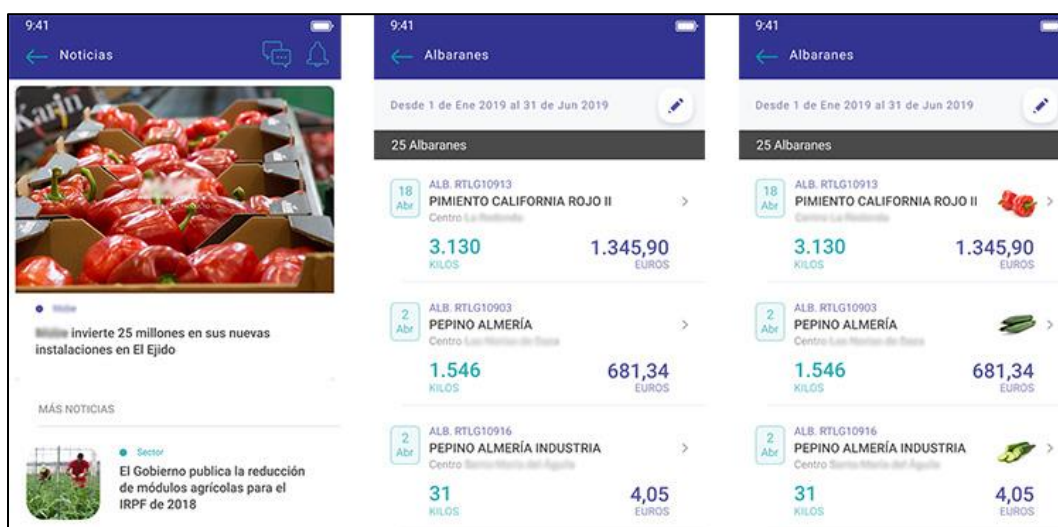 9:41
Noticias
Karin
invierte 25 millones en sus nuevas
instalaciones en El Ejido
MÁS NOTICIAS
Sector
El Gobierno publica la reducción
de módulos agrícolas para el
IRPF de 2018
9:41
Albaranes
Desde 1 de Ene 2019 al 31 de Jun 2019
25 Albaranes
18 Abr
ALB. RTLG10913
PIMIENTO CALIFORNIA ROJO II
Centro
3.130 1.345,90
KILOS EUROS
2 Abr
ALB. RTLG10903
PEPINO ALMERÍA
Centro
1.546 681,34
KILOS EUROS
2 Abr
ALB. RTLG10916
PEPINO ALMERÍA INDUSTRIA
Centro
31 4,05
KILOS EUROS
9:41
Albaranes
Desde 1 de Ene 2019 al 31 de Jun 2019
25 Albaranes
18 Abr
ALB. RTLG10913
PIMIENTO CALIFORNIA ROJO II
3.130 1.345,90
KILOS EUROS
2 Abr
ALB. RTLG10903
PEPINO ALMERÍA
Centro
1.546 681,34
KILOS EUROS
2 Abr
ALB. RTLG10916
PEPINO ALMERÍA INDUSTRIA
Centro
31 4,05
KILOS EUROS